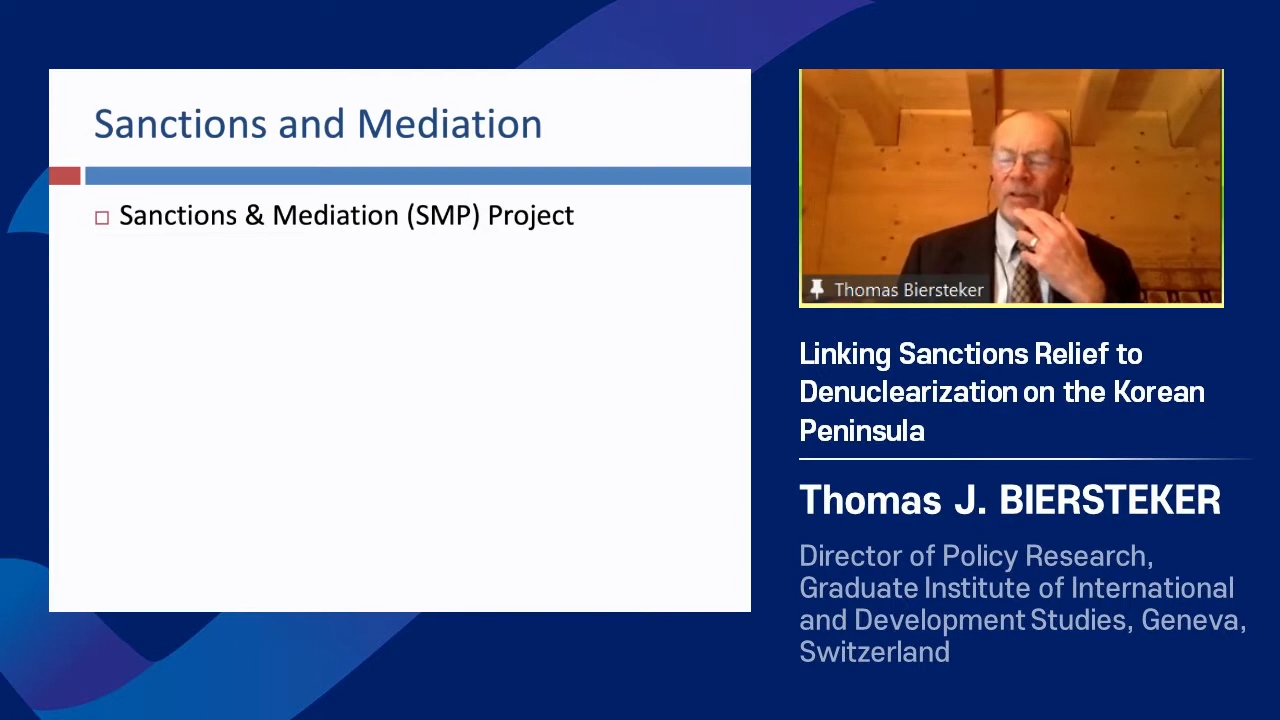 Sanctions and Mediation
Sanctions & Mediation (SMP) Project
Thomas Biersteker
Linking Sanctions Relief to
Denuclearization on the Korean
Peninsula
Thomas J. BIERSTEKER
Director of Policy Research,
Graduate Institute of International
and Development Studies, Geneva,
Switzerland